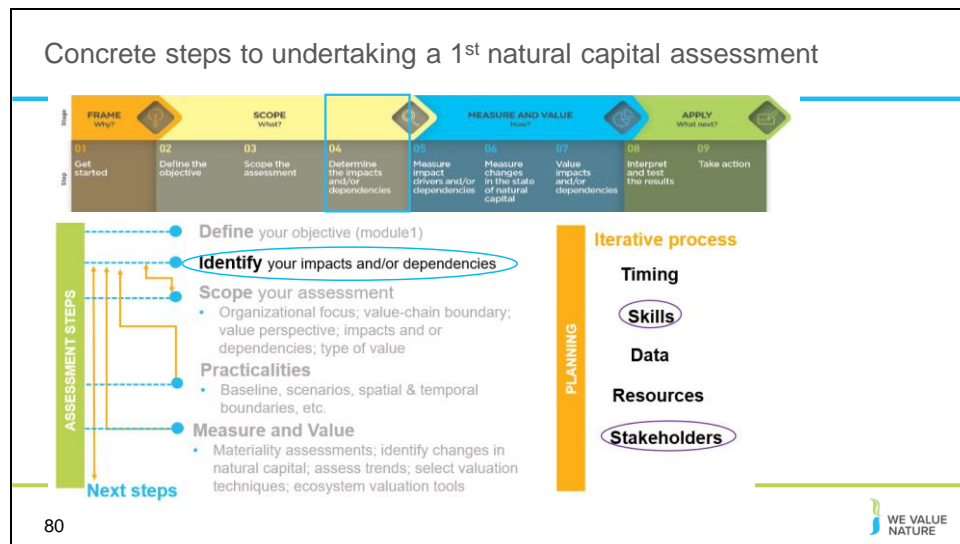 Concrete steps to undertaking a 1st natural capital assessment
Stage
FRAME
Why?
SCOPE
What?
MEASURE AND VALUE
How?
APPLY
What next?
Step
01
Get
started
02
Define the
objective
03
Scope the
assessment
04
Determine
the impacts
and/or
dependencies
05
Measure
impact
drivers and/or
dependencies
06
Measure
changes
in the state
of natural
capital
07
Value
impacts
and/or
dependencies
08
Interpret
and test
the results
09
Take action
ASSESSMENT STEPS
Define your objective (module1)
Identify your impacts and/or dependencies
Scope your assessment
• Organizational focus; value-chain boundary;
value perspective; impacts and or
dependencies; type of value
Practicalities
• Baseline, scenarios, spatial & temporal
boundaries, etc.
Measure and Value
• Materiality assessments; identify changes in
natural capital; assess trends; select valuation
techniques; ecosystem valuation tools
Next steps
PLANNING
Iterative process
Timing
Skills
Data
Resources
Stakeholders
80
WE VALUE
NATURE